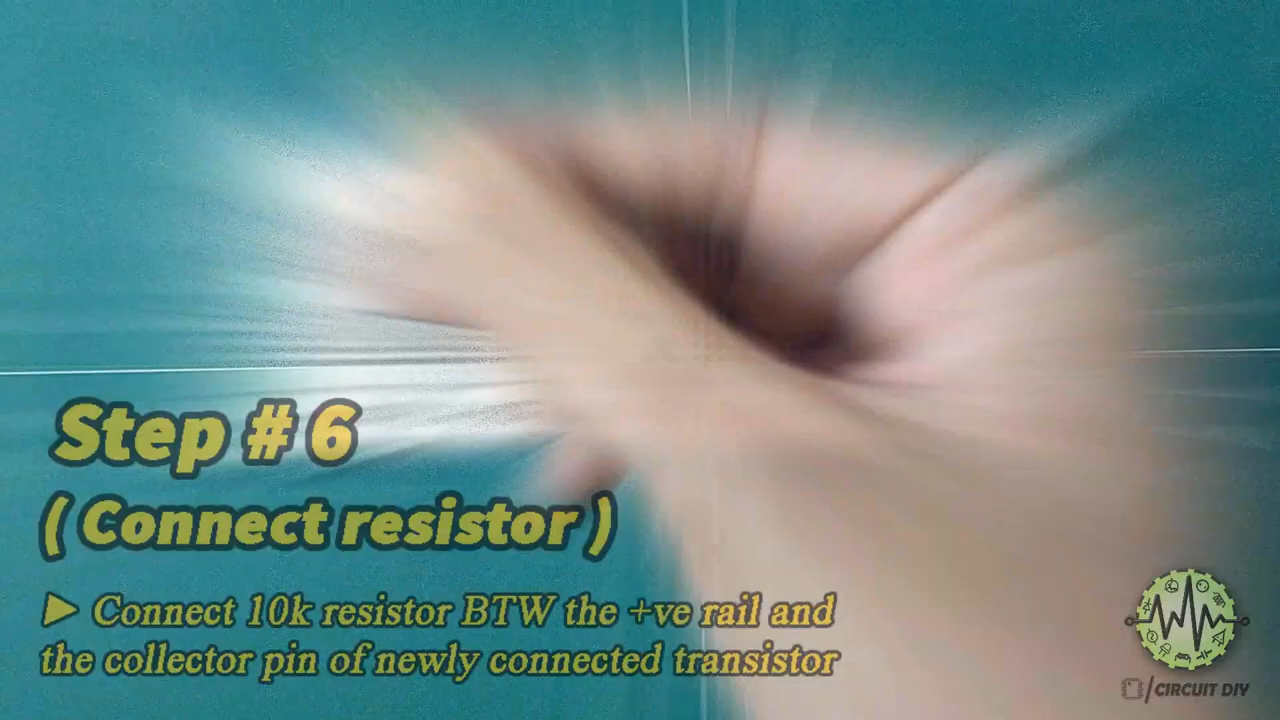 Step # 6
( Connect resistor )
► Connect 10k resistor BTW the +ve rail and
the collector pin of newly connected transistor
CIRCUIT DIY